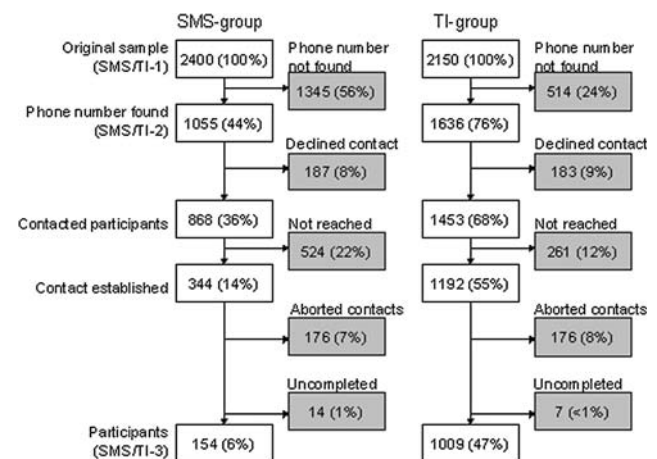 SMS-group
TI-group
Original sample
(SMS/TI-1)
2400 (100%)
Phone number
not found
2150 (100%)
Phone number
not found
1345 (56%)
514 (24%)
Phone number found
(SMS/TI-2)
1055 (44%)
1636 (76%)
Declined contact
Declined contact
187 (8%)
183 (9%)
Contacted participants
868 (36%)
Not reached
1453 (68%)
Not reached
524 (22%)
261 (12%)
Contact established
344 (14%)
1192 (55%)
Aborted contacts
Aborted contacts
176 (7%)
176 (8%)
Uncompleted
Uncompleted
14 (1%)
7 (<1%)
Participants
(SMS/TI-3)
154 (6%)
1009 (47%)